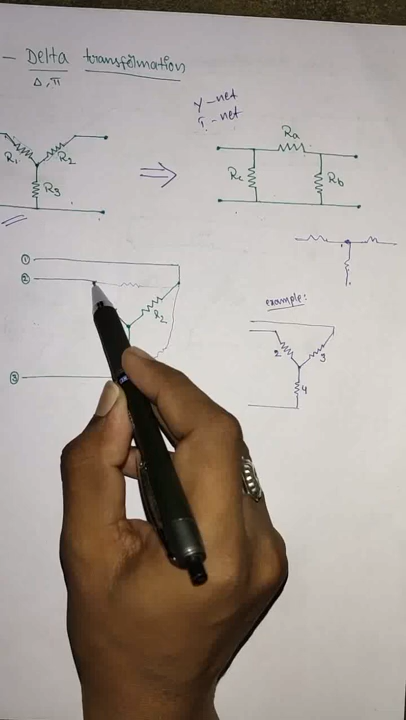 - Delta transformation
Δ, π
Y-net
T-net
R1
R2
R3
⇒
Ra
Rc
Rb
①
②
R2
③
example:
2
3
4